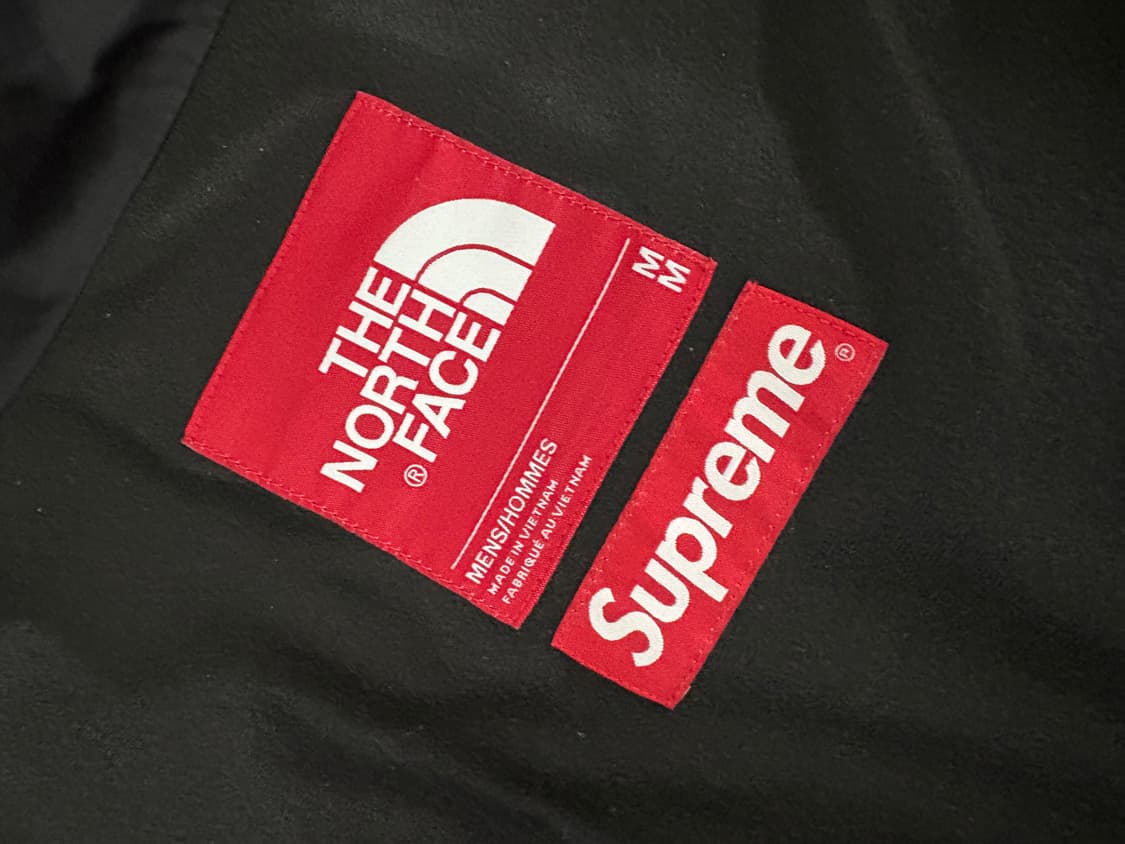 THE
NORTH
® FACE
M
M
MENS/HOMMES
MADE IN VIETNAM
FABRIQUÉ AU VIETNAM
Supreme ®